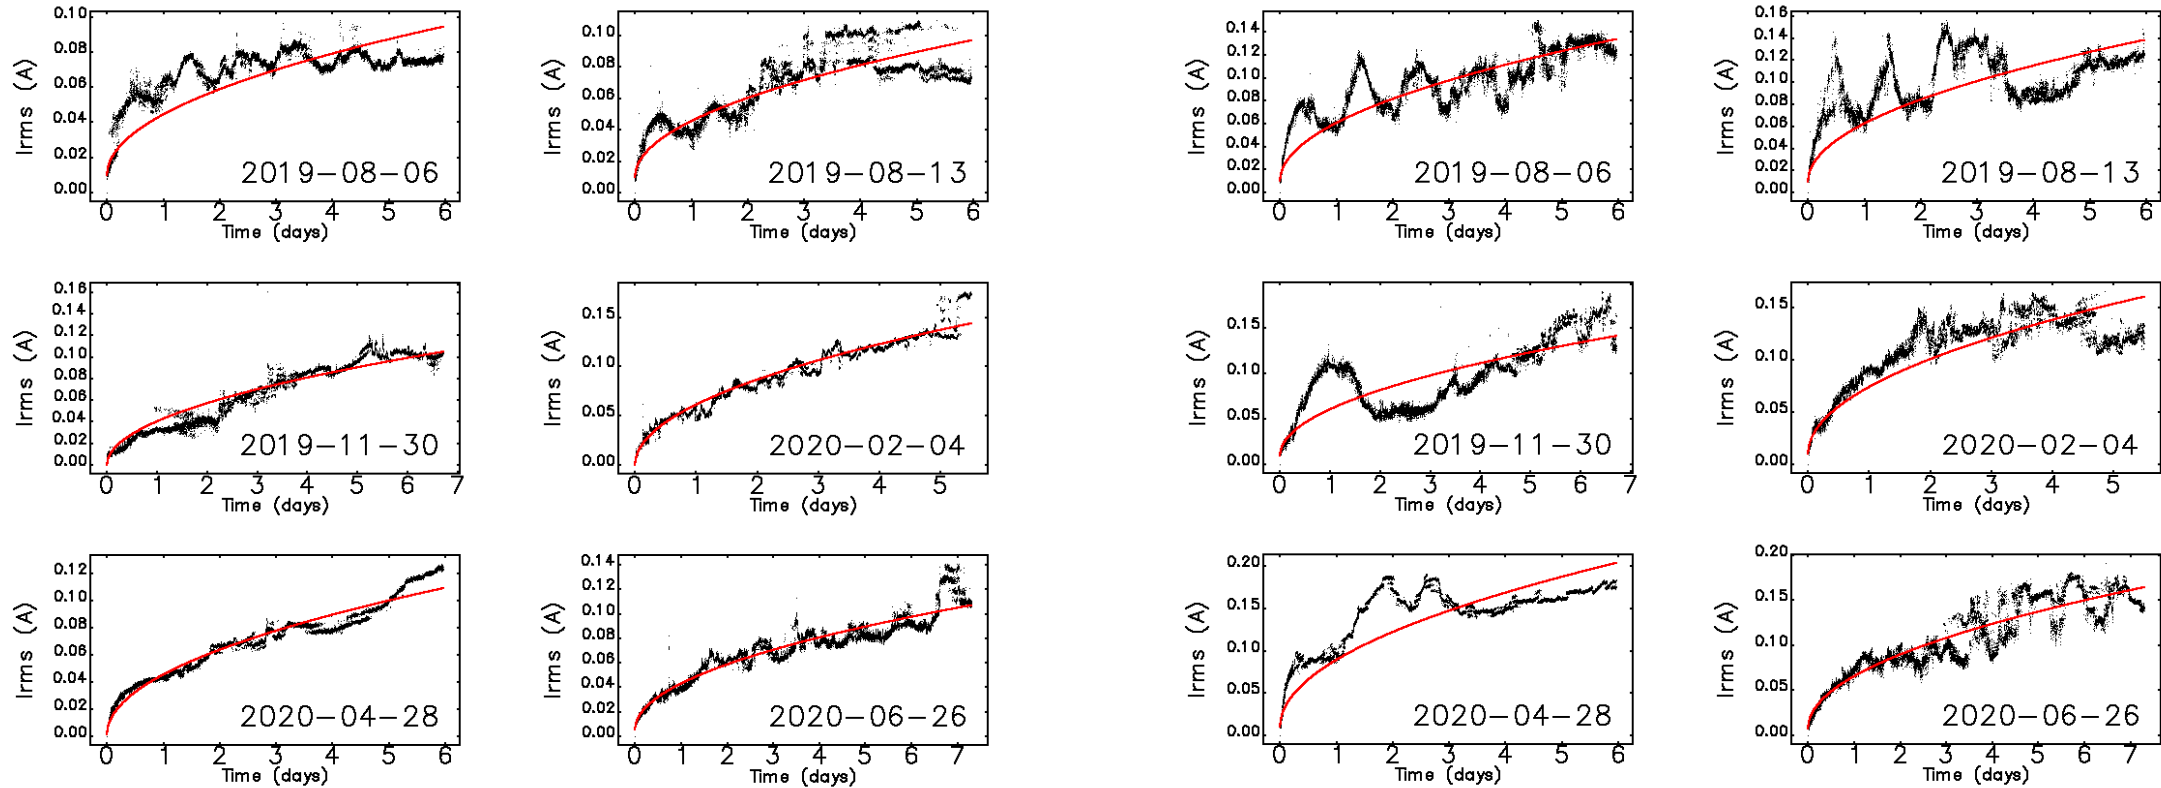 0.10
0.08
0.06
0.04
0.02
0.00
Irms (A)
2019-08-06
0 1 2 3 4 5 6
Time (days)
0.10
0.08
0.06
0.04
0.02
0.00
Irms (A)
2019-08-13
0 1 2 3 4 5 6
Time (days)
0.14
0.12
0.10
0.08
0.06
0.04
0.02
0.00
Irms (A)
2019-08-06
0 1 2 3 4 5 6
Time (days)
0.16
0.14
0.12
0.10
0.08
0.06
0.04
0.02
0.00
Irms (A)
2019-08-13
0 1 2 3 4 5 6
Time (days)
0.16
0.14
0.12
0.10
0.08
0.06
0.04
0.02
0.00
Irms (A)
2019-11-30
0 1 2 3 4 5 6 7
Time (days)
0.15
0.10
0.05
0.00
Irms (A)
2020-02-04
0 1 2 3 4 5
Time (days)
0.15
0.10
0.05
0.00
Irms (A)
2019-11-30
0 1 2 3 4 5 6 7
Time (days)
0.15
0.10
0.05
0.00
Irms (A)
2020-02-04
0 1 2 3 4 5
Time (days)
0.12
0.10
0.08
0.06
0.04
0.02
0.00
Irms (A)
2020-04-28
0 1 2 3 4 5 6
Time (days)
0.14
0.12
0.10
0.08
0.06
0.04
0.02
0.00
Irms (A)
2020-06-26
0 1 2 3 4 5 6 7
Time (days)
0.20
0.15
0.10
0.05
0.00
Irms (A)
2020-04-28
0 1 2 3 4 5 6
Time (days)
0.20
0.15
0.10
0.05
0.00
Irms (A)
2020-06-26
0 1 2 3 4 5 6 7
Time (days)